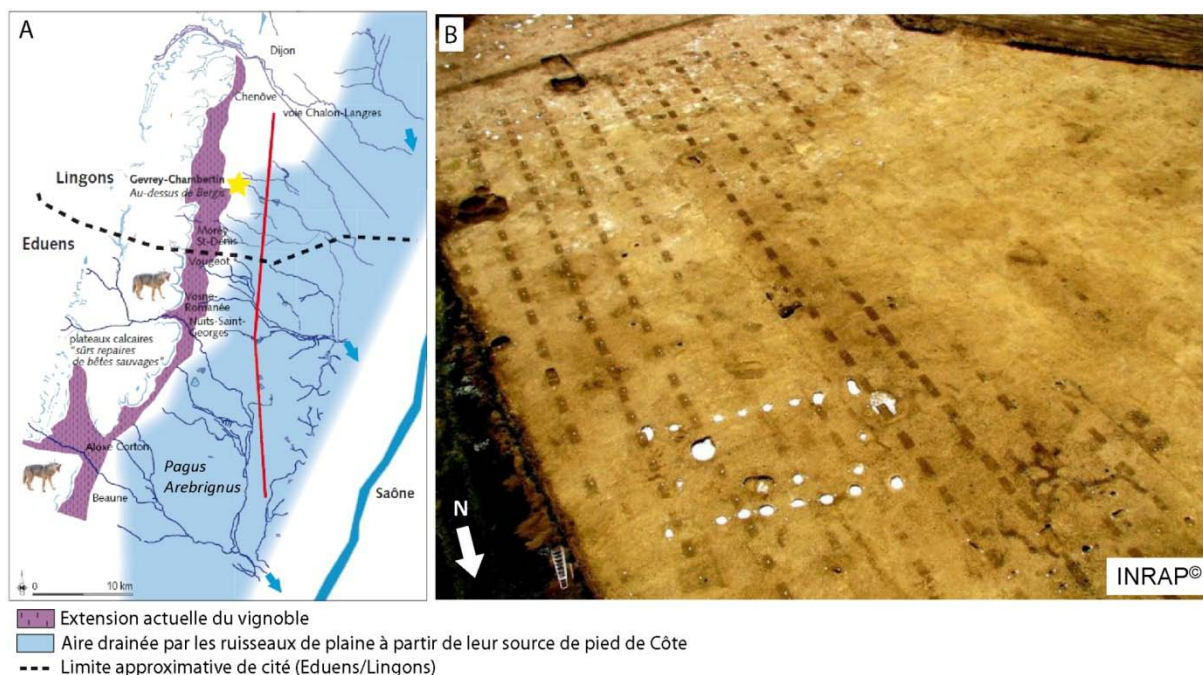 A
Dijon
Chenôve
voie Chalon-Langres
Lingons
Gevrey-Chambertin
Au-dessus de Bergis
Eduens
Morey
St-Denis
Vougeot
Vosne-
Romanée
Nuits-Saint-
Georges
plateaux calcaires
"sûrs repaires
de bêtes sauvages"
Aloxe Corton
Pagus
Arebrignus
Beaune
Saône
0 10 km
B
N
INRAP©
Extension actuelle du vignoble
Aire drainée par les ruisseaux de plaine à partir de leur source de pied de Côte
Limite approximative de cité (Eduens/Lingons)